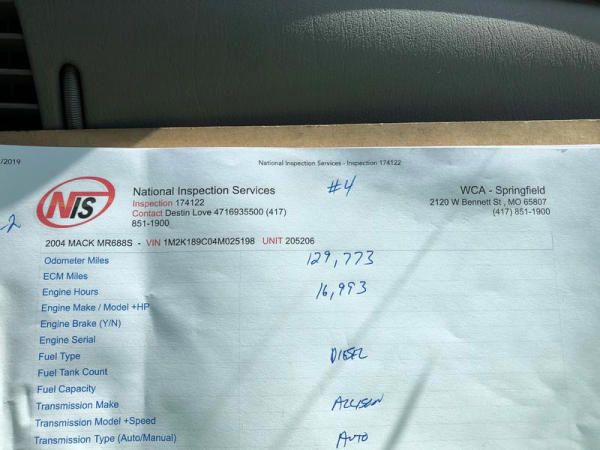 /2019
National Inspection Services - Inspection 174122
NIS
National Inspection Services
Inspection 174122
Contact Destin Love 4716935500 (417)
851-1900
#4
WCA - Springfield
2120 W Bennett St , MO 65807
(417) 851-1900
2
2004 MACK MR688S - VIN 1M2K189C04M025198 UNIT 205206
Odometer Miles 129,773
ECM Miles
Engine Hours 16,993
Engine Make / Model +HP
Engine Brake (Y/N)
Engine Serial
Fuel Type DIESEL
Fuel Tank Count
Fuel Capacity
Transmission Make ALLISON
Transmission Model +Speed
Transmission Type (Auto/Manual) AUTO